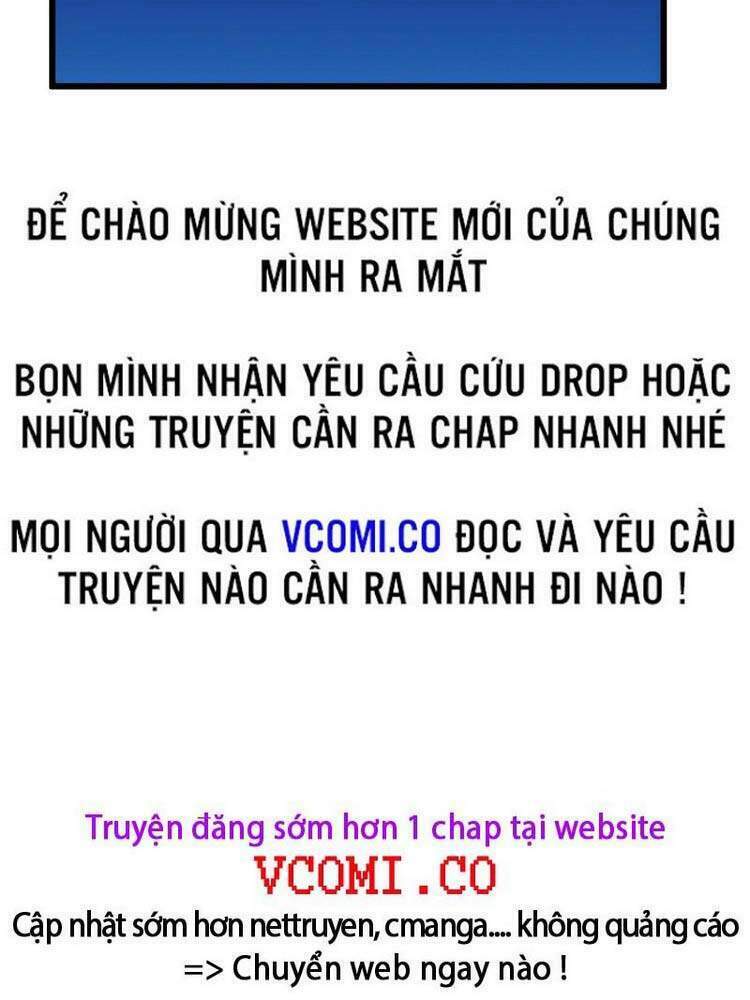 ĐỂ CHÀO MỪNG WEBSITE MỚI CỦA CHÚNG
MÌNH RA MẮT
BỌN MÌNH NHẬN YÊU CẦU CỨU DROP HOẶC
NHỮNG TRUYỆN CẦN RA CHAP NHANH NHÉ
MỌI NGƯỜI QUA VCOMI.CO ĐỌC VÀ YÊU CẦU
TRUYỆN NÀO CẦN RA NHANH ĐI NÀO !
Truyện đăng sớm hơn 1 chap tại website
VCOMI.CO
Cập nhật sớm hơn nettruyen, cmanga.... không quảng cáo
=> Chuyển web ngay nào !